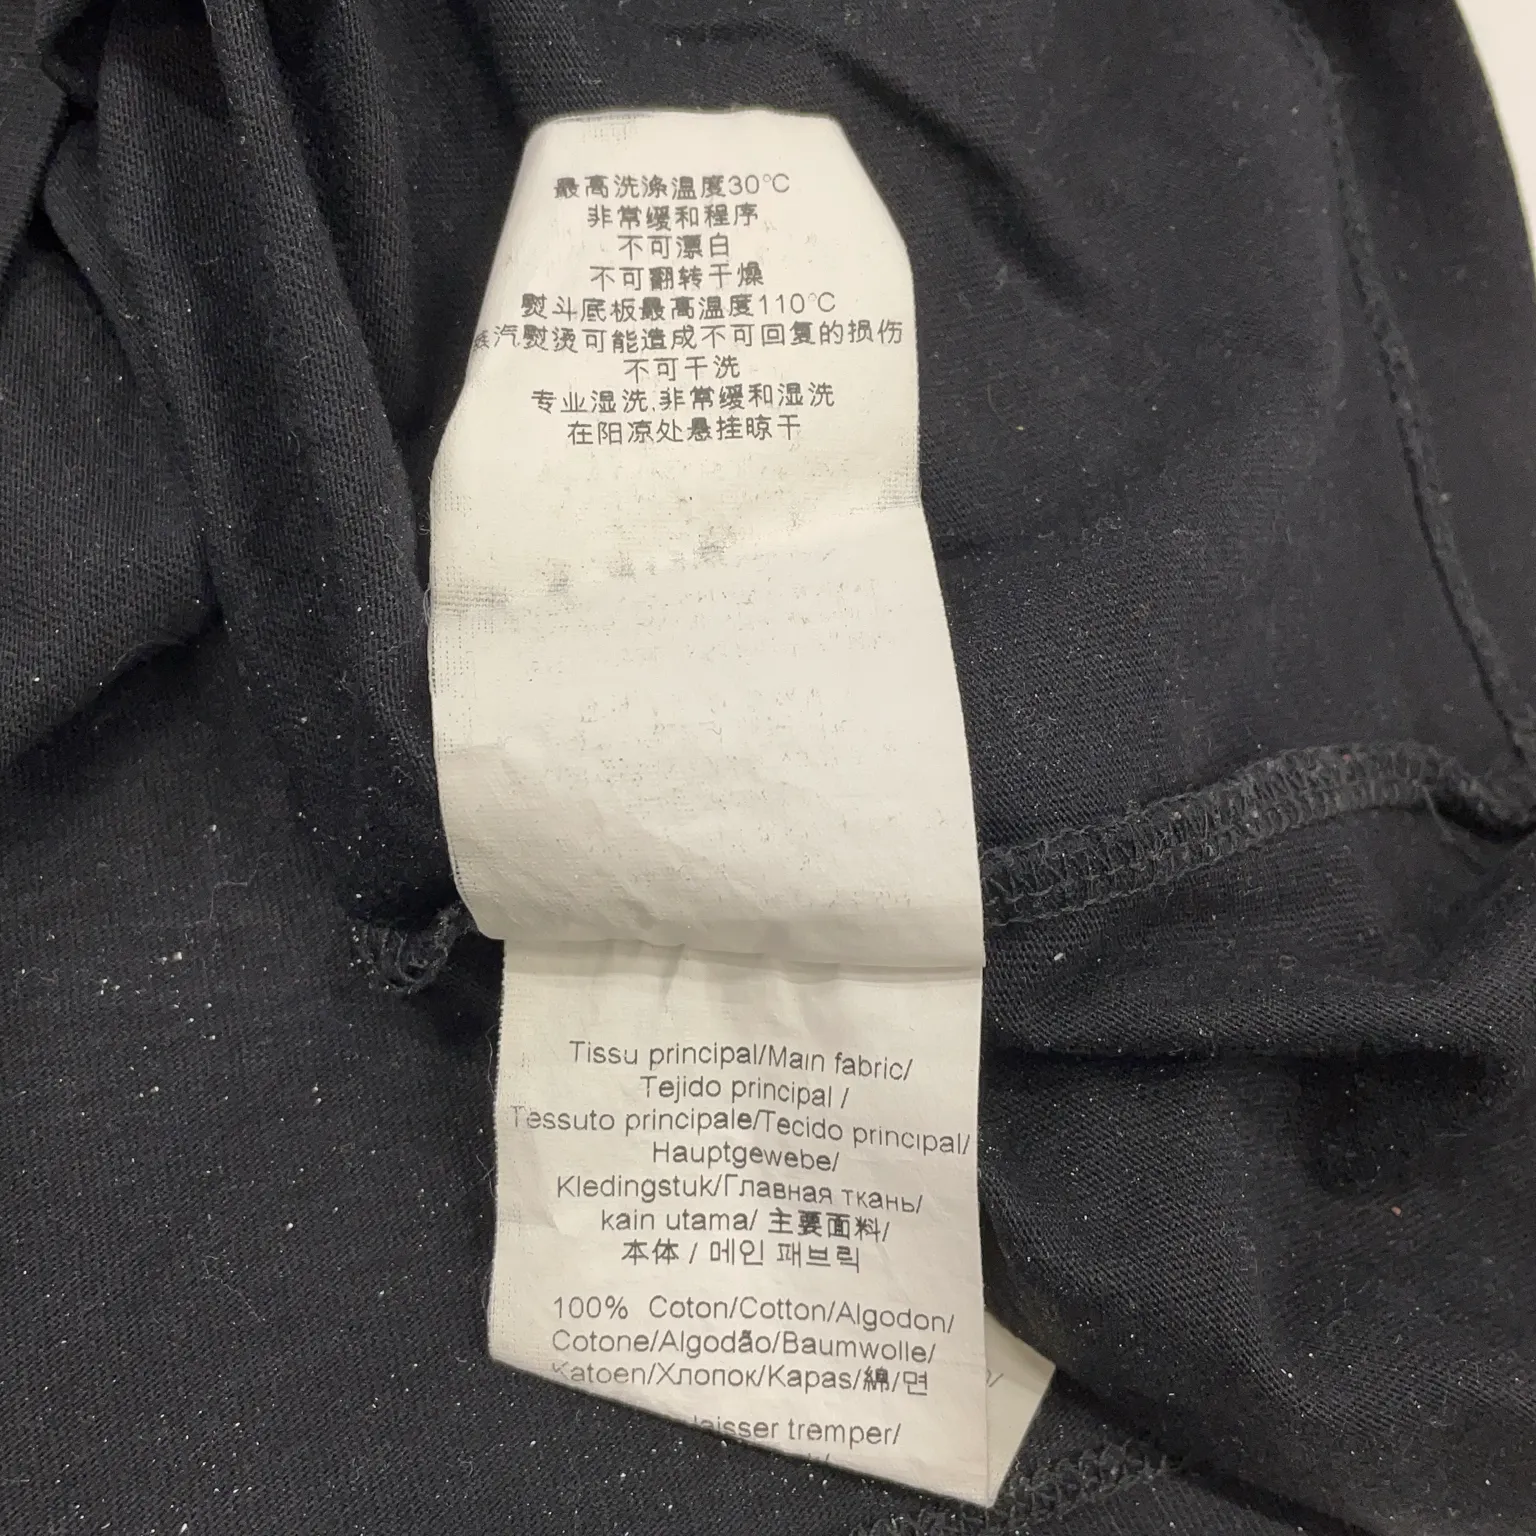 最高洗涤温度30°C
非常缓和程序
不可漂白
不可翻转干燥
熨斗底板最高温度110°C
蒸汽熨烫可能造成不可回复的损伤
不可干洗
专业湿洗,非常缓和湿洗
在阳凉处悬挂晾干
Tissu principal/Main fabric/
Tejido principal /
Tessuto principale/Tecido principal/
Hauptgewebe/
Kledingstuk/Главная ткань/
kain utama/ 主要面料/
本体 / 메인 패브릭
100% Coton/Cotton/Algodon/
Cotone/Algodão/Baumwolle/
Katoen/Хлопок/Kapas/綿/면
laisser tremper/